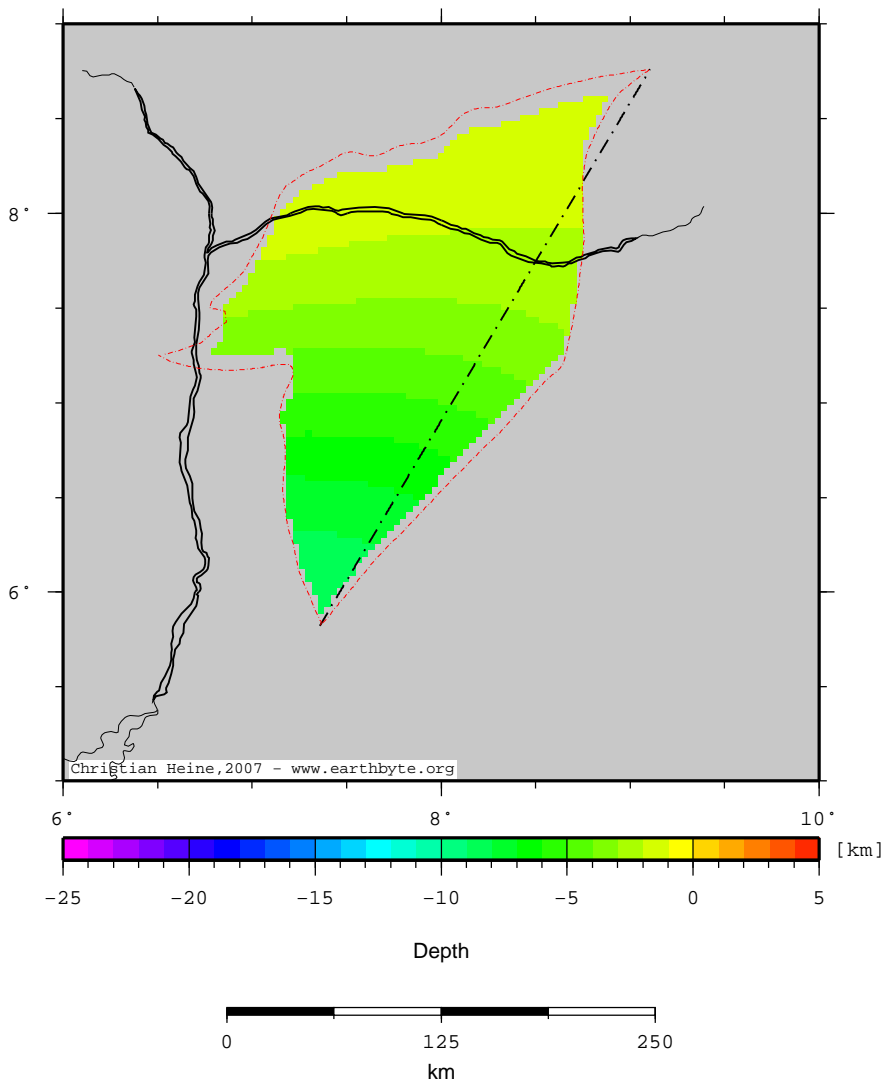 8°
6°
Christian Heine,2007 - www.earthbyte.org
6° 8° 10°
[km]
-25 -20 -15 -10 -5 0 5
Depth
0 125 250
km